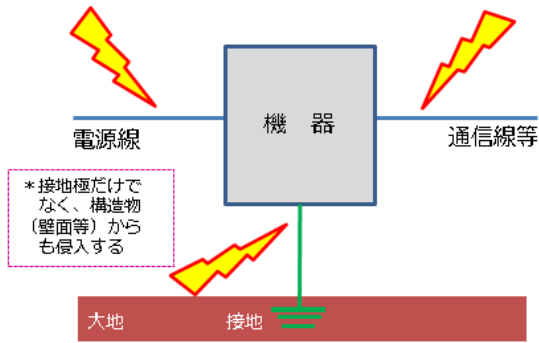 機 器
電源線
通信線等
＊接地極だけで
なく、構造物
（壁面等）から
も侵入する
大地
接地